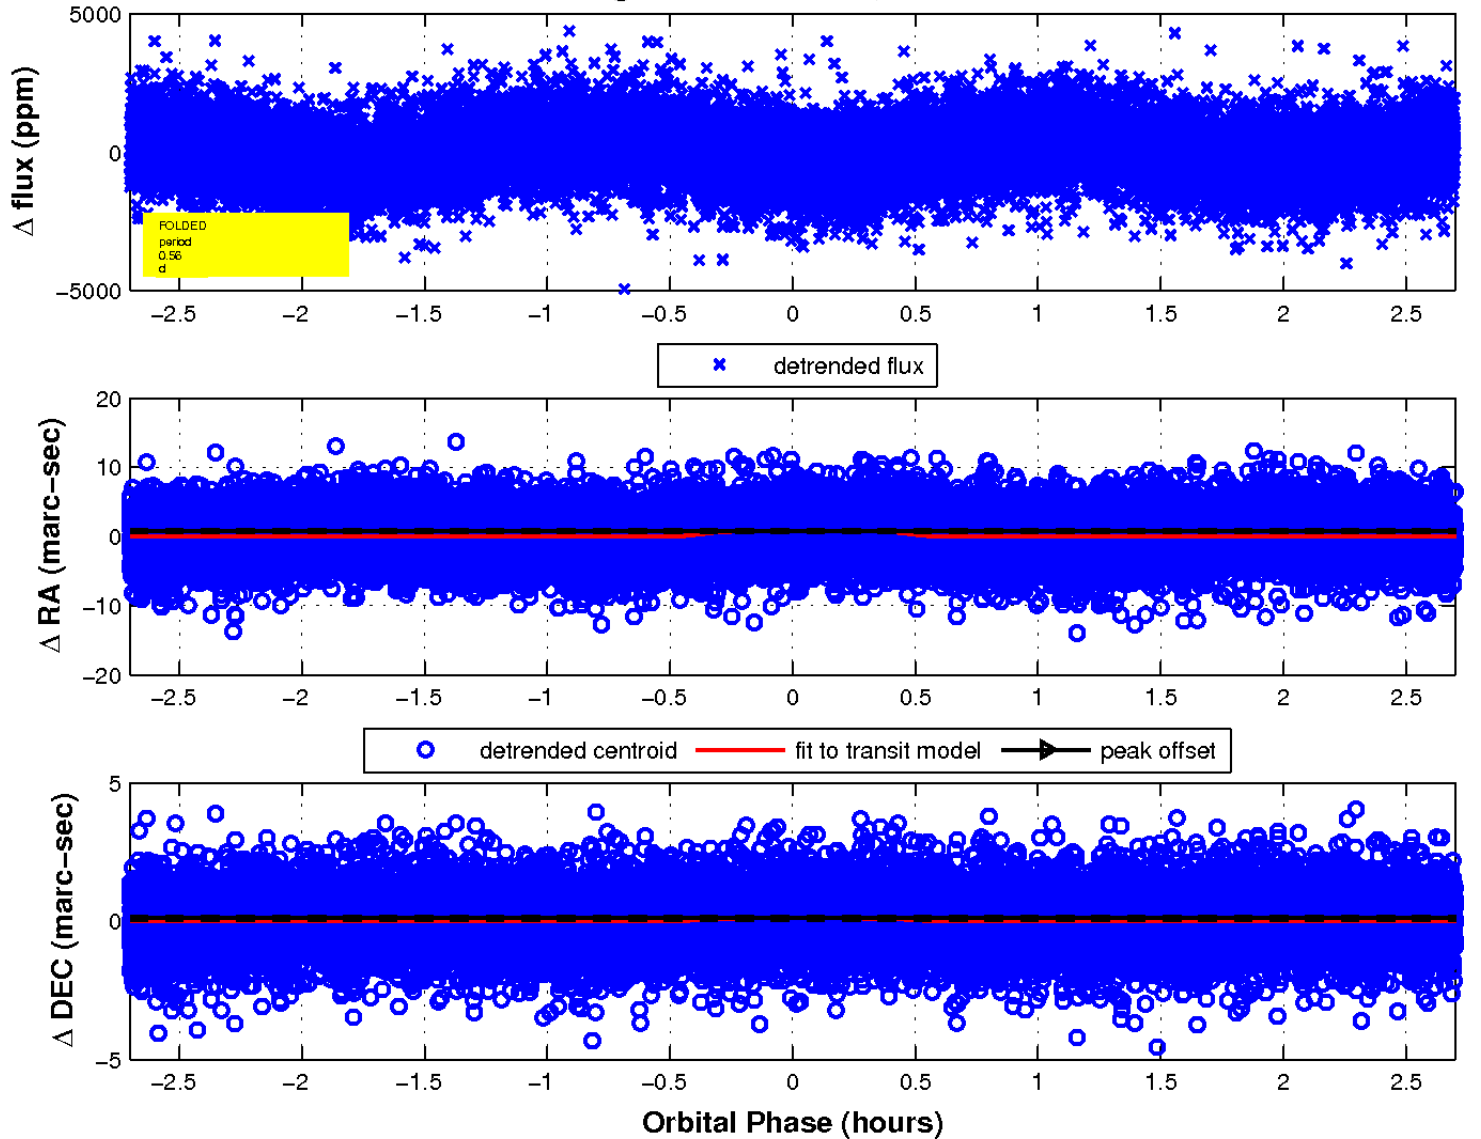 5000
0
−5000
Δ flux (ppm)
FOLDED
period
0.56
d
−2.5 −2 −1.5 −1 −0.5 0 0.5 1 1.5 2 2.5
detrended flux
20
10
0
−10
−20
Δ RA (marc−sec)
−2.5 −2 −1.5 −1 −0.5 0 0.5 1 1.5 2 2.5
detrended centroid fit to transit model peak offset
5
0
−5
Δ DEC (marc−sec)
−2.5 −2 −1.5 −1 −0.5 0 0.5 1 1.5 2 2.5
Orbital Phase (hours)